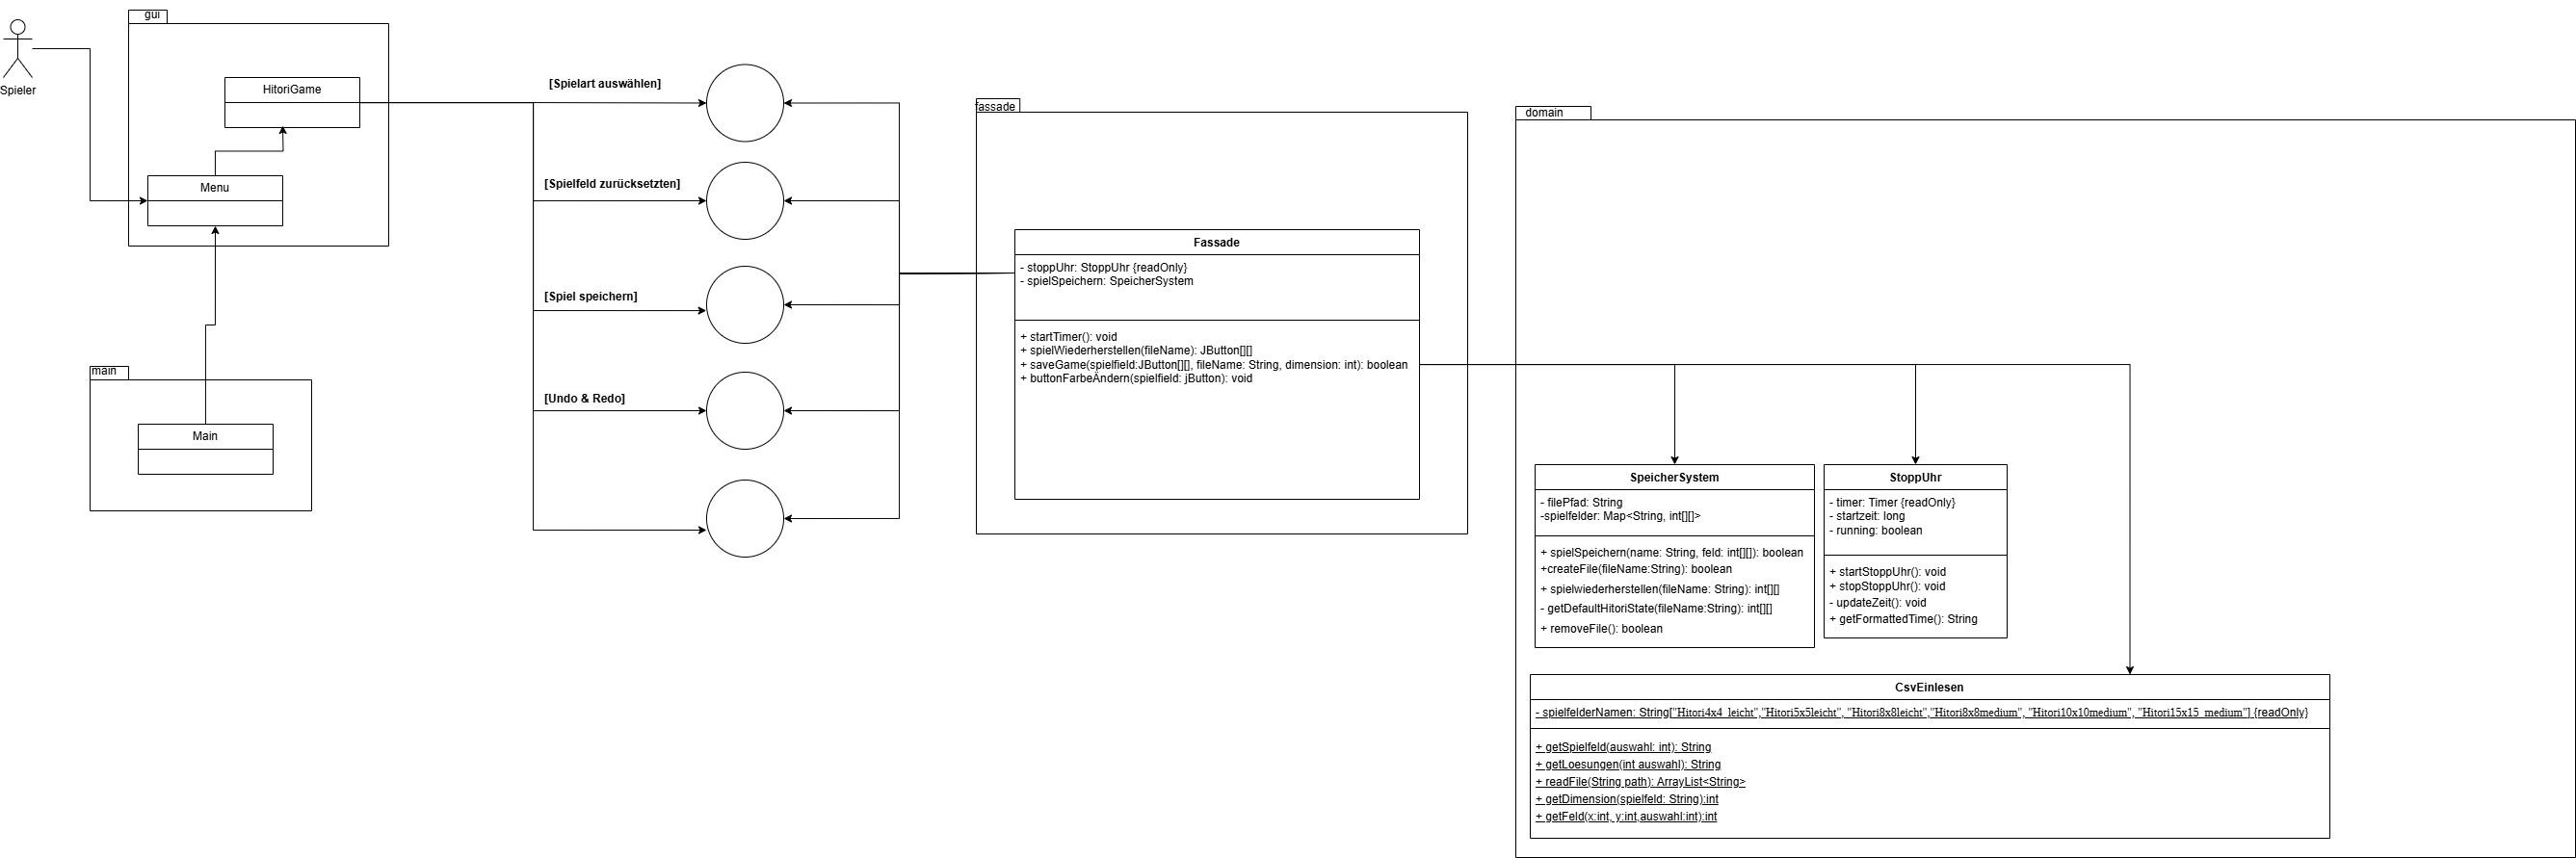 Spieler
gui
HitoriGame
Menu
main
Main
[Spielart auswählen]
[Spielfeld zurücksetzten]
[Spiel speichern]
[Undo & Redo]
fassade
Fassade
- stoppUhr: StoppUhr {readOnly}
- spielSpeichern: SpeicherSystem
+ startTimer(): void
+ spielWiederherstellen(fileName): JButton[][]
+ saveGame(spielfeld:JButton[][], fileName: String, dimension: int): boolean
+ buttonFarbeÄndern(spielfield: jButton): void
domain
SpeicherSystem
- filePfad: String
-spielfelder: Map<String, int[][]>
+ spielSpeichern(name: String, feld: int[][]): boolean
+createFile(fileName:String): boolean
+ spielwiederherstellen(fileName: String): int[][]
- getDefaultHitoriState(fileName:String): int[][]
+ removeFile(): boolean
StoppUhr
- timer: Timer {readOnly}
- startzeit: long
- running: boolean
+ startStoppUhr(): void
+ stopStoppUhr(): void
- updateZeit(): void
+ getFormattedTime(): String
CsvEinlesen
- spielfelderNamen: String["Hitori4x4_leicht","Hitori5x5leicht", "Hitori8x8leicht","Hitori8x8medium", "Hitori10x10medium", "Hitori15x15_medium"] {readOnly}
+ getSpielfeld(auswahl: int): String
+ getLoesungen(int auswahl): String
+ readFile(String path): ArrayList<String>
+ getDimension(spielfeld: String):int
+ getFeld(x:int, y:int,auswahl:int):int